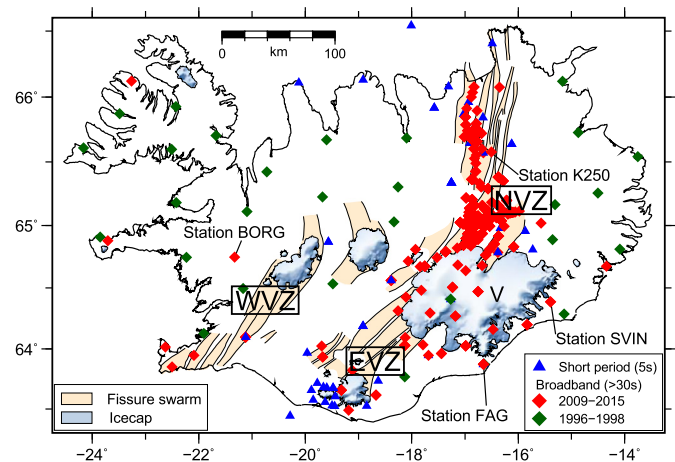 0 100
km
66˚
65˚
64˚
Station K250
NVZ
Station BORG
WVZ
V
EVZ
Station SVIN
Station FAG
Fissure swarm
Icecap
Short period (5s)
Broadband (>30s)
2009−2015
1996−1998
−24˚ −22˚ −20˚ −18˚ −16˚ −14˚